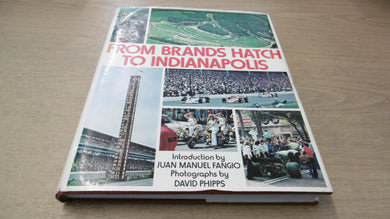 FROM BRANDS HATCH
TO INDIANAPOLIS
Introduction by
JUAN MANUEL FANGIO
Photographs by
DAVID PHIPPS